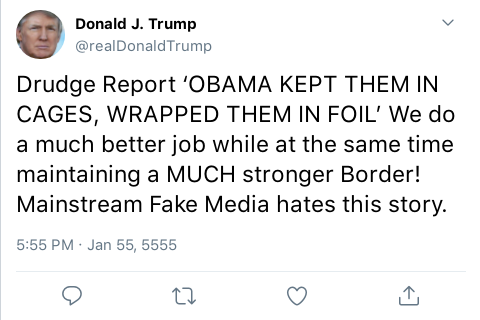 Donald J. Trump
@realDonaldTrump
Drudge Report ‘OBAMA KEPT THEM IN
CAGES, WRAPPED THEM IN FOIL’ We do
a much better job while at the same time
maintaining a MUCH stronger Border!
Mainstream Fake Media hates this story.
5:55 PM · Jan 55, 5555